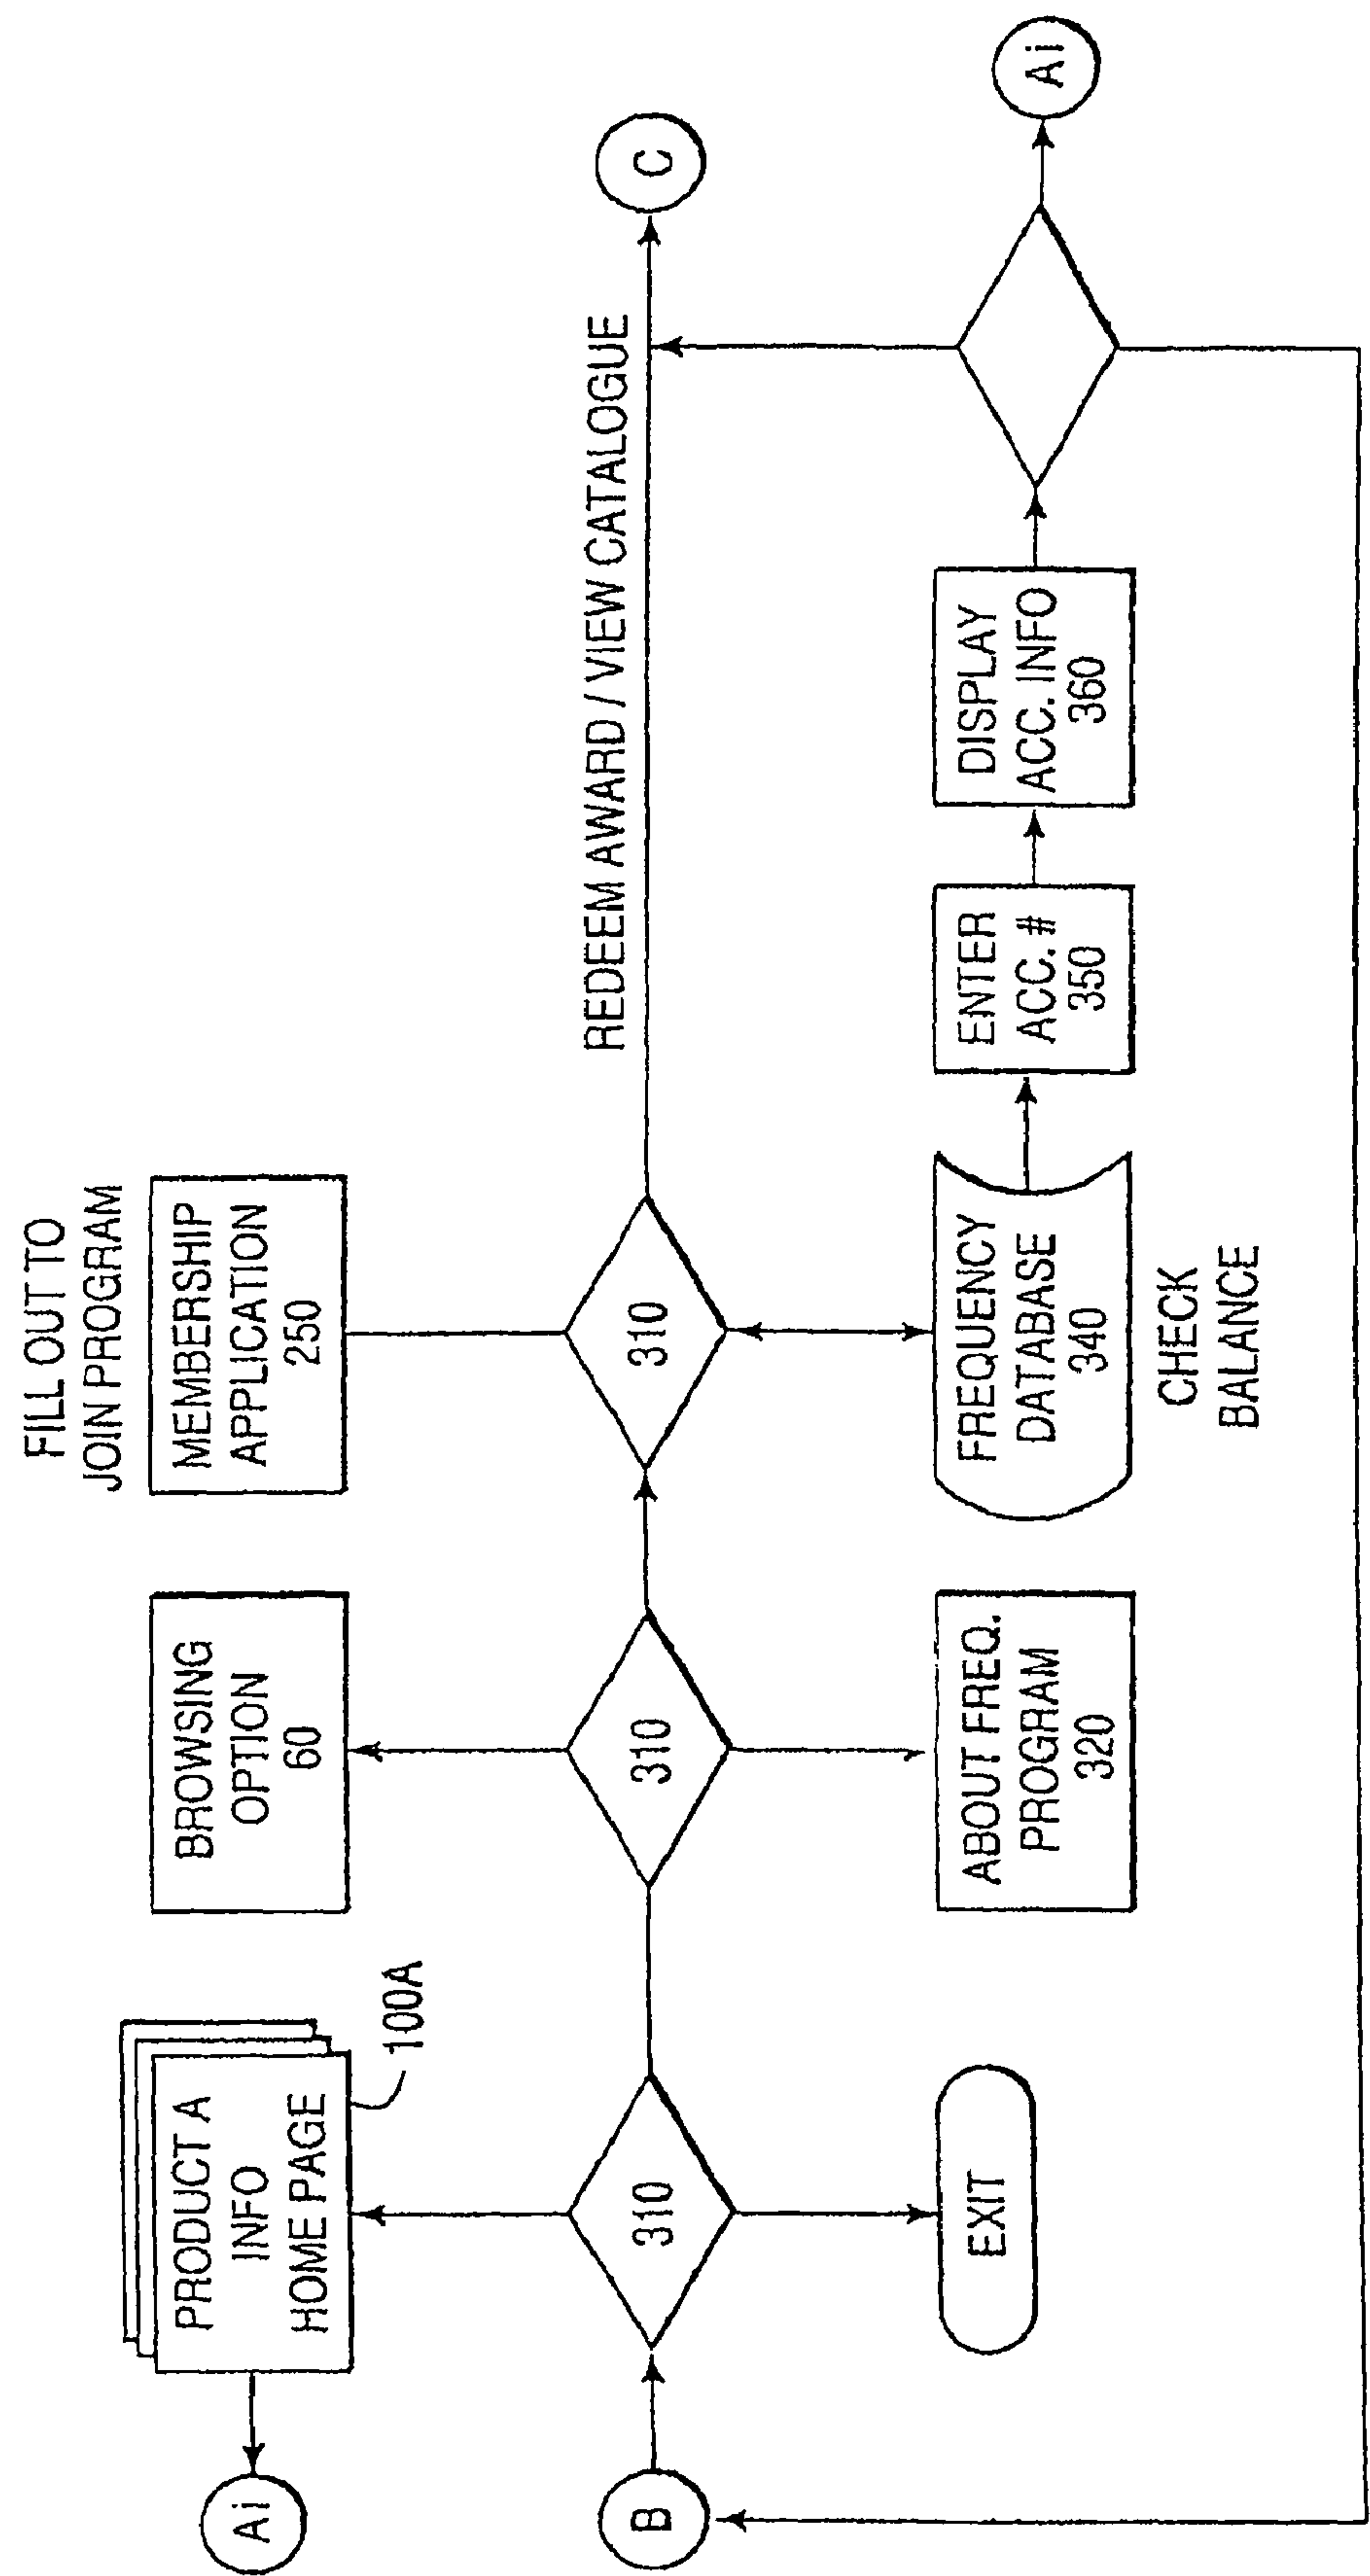 FILL OUT TO
JOIN PROGRAM
PRODUCT A
INFO
HOME PAGE
100A
BROWSING
OPTION
60
MEMBERSHIP
APPLICATION
250
Ai
B
310
310
310
REDEEM AWARD / VIEW CATALOGUE
C
EXIT
ABOUT FREQ.
PROGRAM
320
FREQUENCY
DATABASE
340
CHECK
BALANCE
ENTER
ACC. #
350
DISPLAY
ACC. INFO
360
Ai